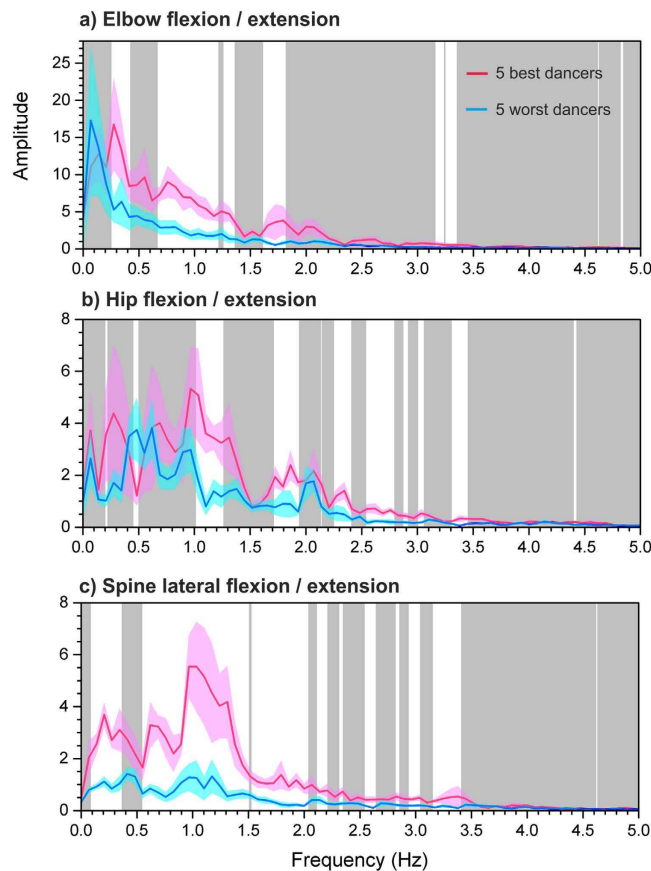 a) Elbow flexion / extension
25
20
15
10
5
0
Amplitude
5 best dancers
5 worst dancers
0.0 0.5 1.0 1.5 2.0 2.5 3.0 3.5 4.0 4.5 5.0
b) Hip flexion / extension
8
6
4
2
0
0.0 0.5 1.0 1.5 2.0 2.5 3.0 3.5 4.0 4.5 5.0
c) Spine lateral flexion / extension
8
6
4
2
0
0.0 0.5 1.0 1.5 2.0 2.5 3.0 3.5 4.0 4.5 5.0
Frequency (Hz)